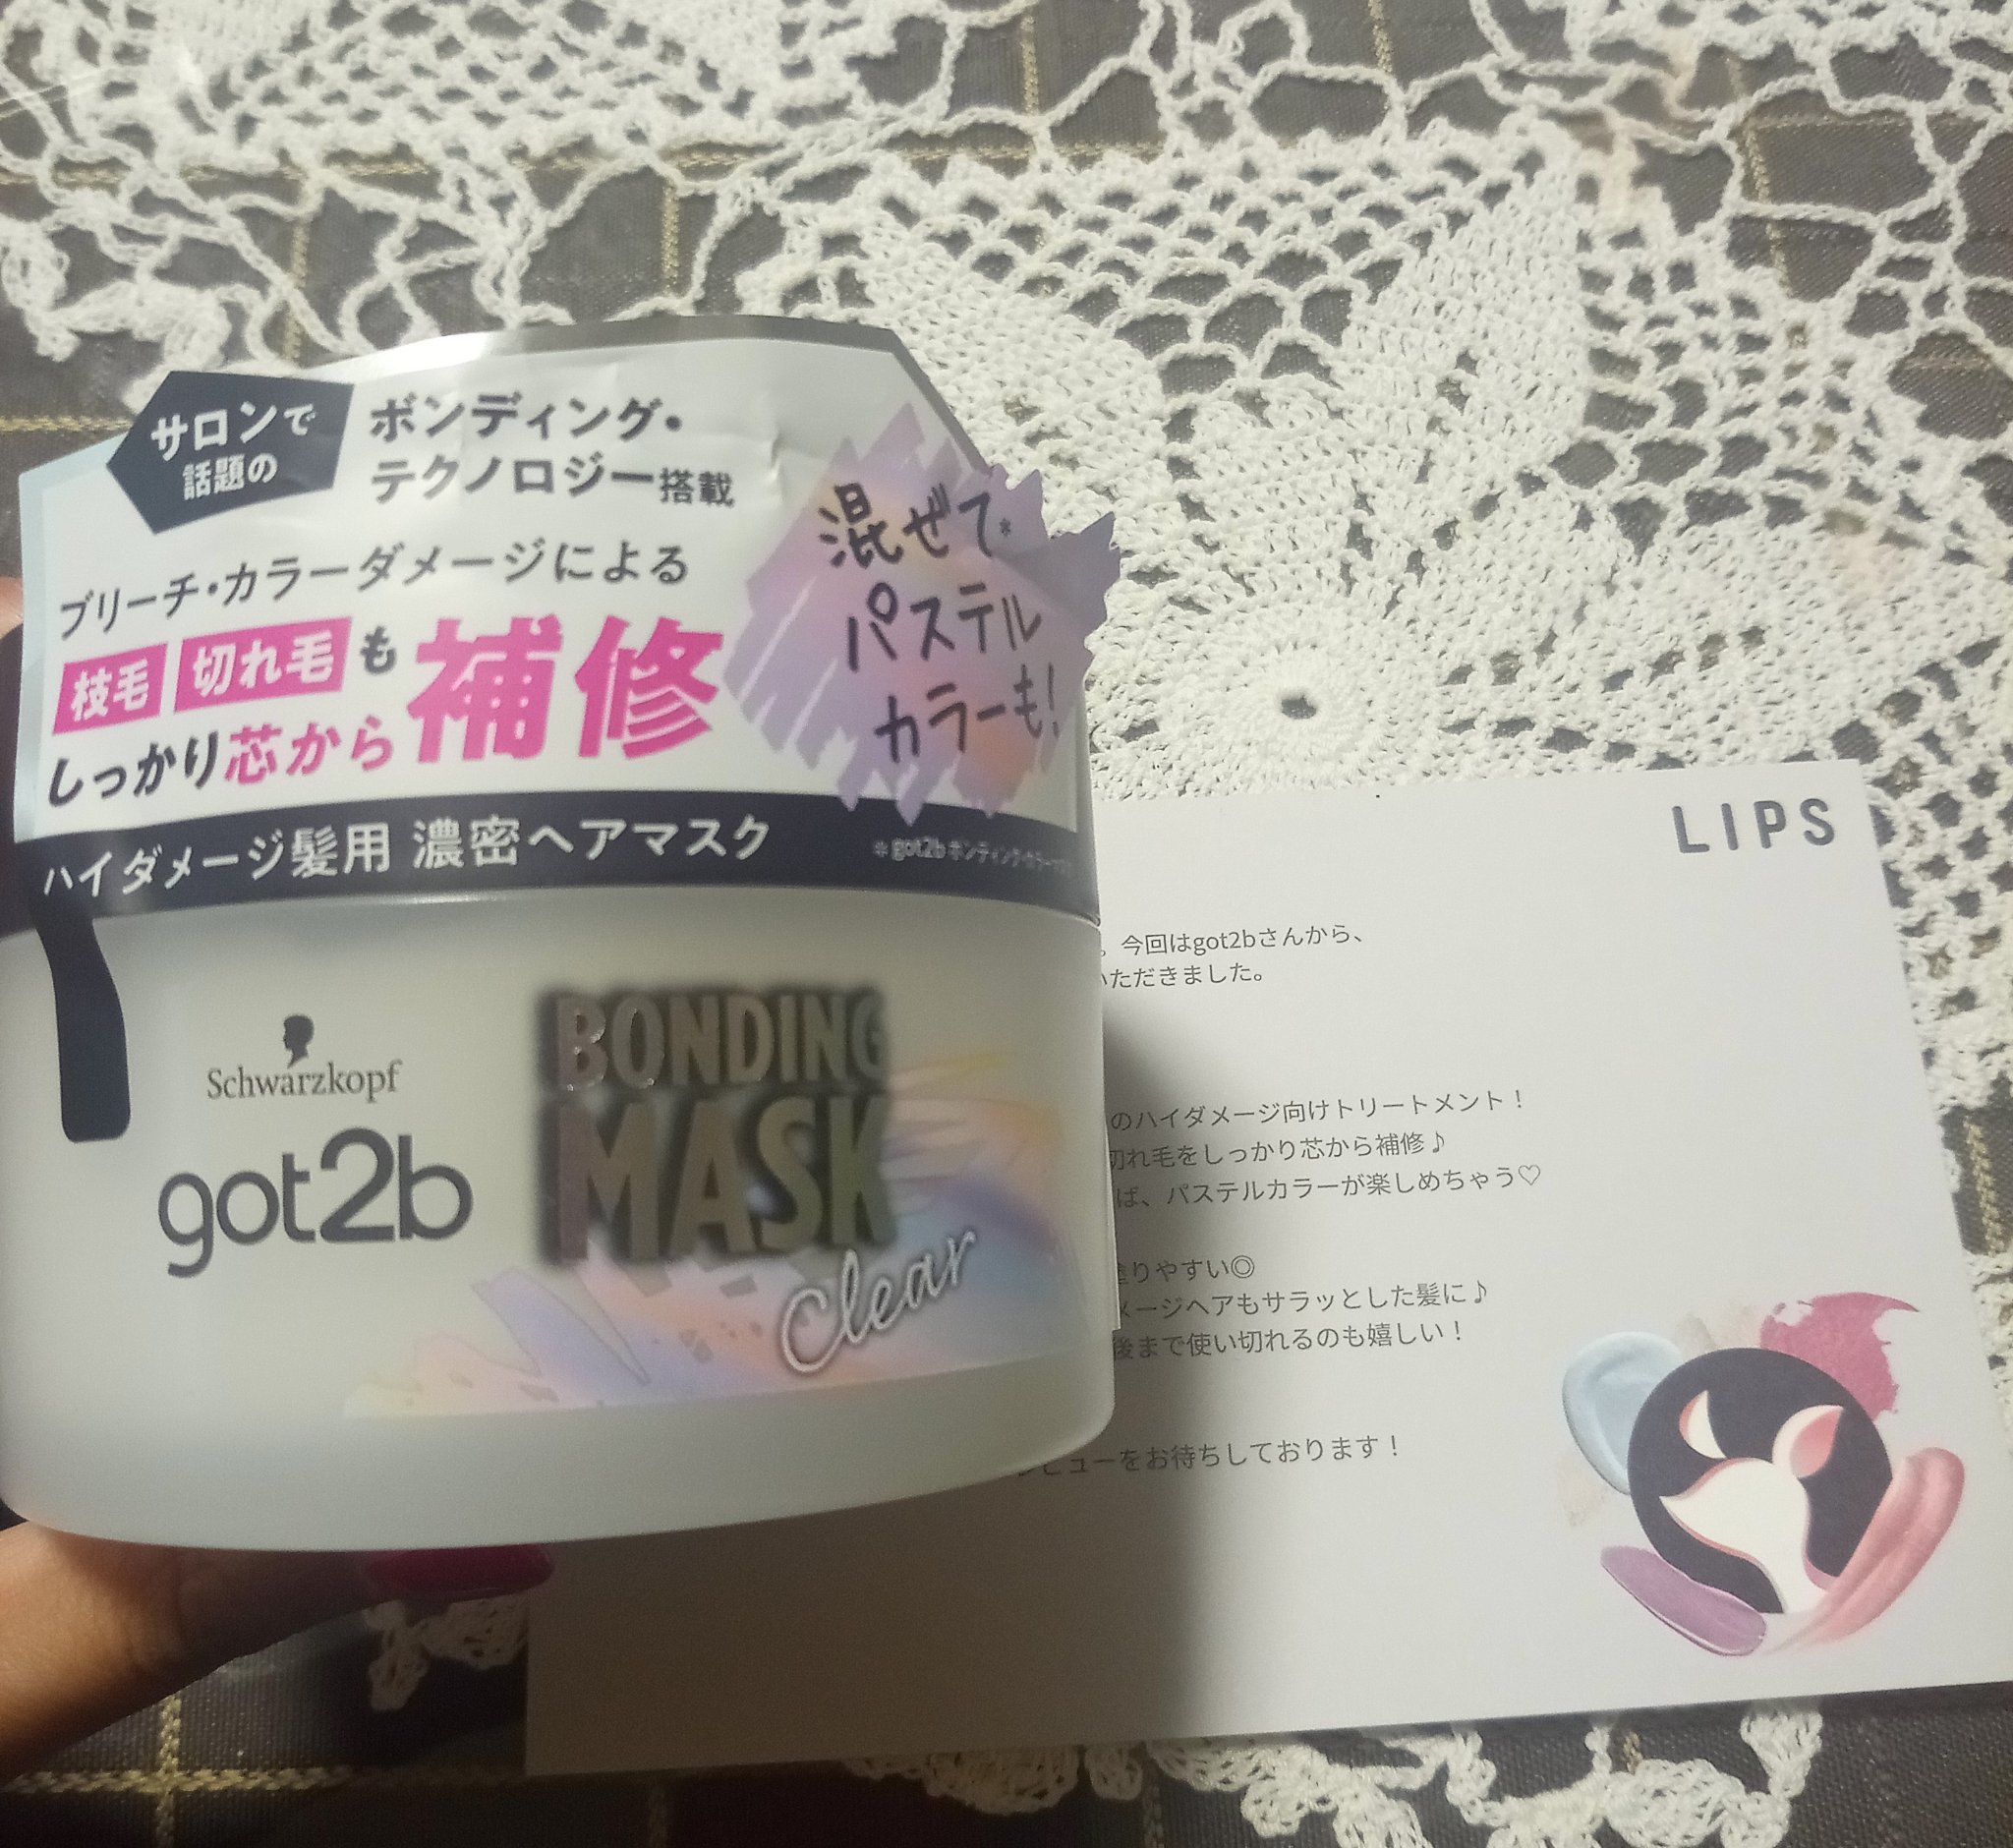 サロンで
話題の
ボンディング・
テクノロジー搭載
ブリーチ・カラーダメージによる
枝毛 切れ毛も補修
しっかり芯から
混ぜて*
パステル
カラーも!
ハイダメージ髪用 濃密ヘアマスク
*got2b ボンディング・カラー
Schwarzkopf
got2b
BONDING
MASK
Clear
LIPS
。今回はgot2bさんから、
いただきました。
のハイダメージ向けトリートメント！
切れ毛をしっかり芯から補修♪
ば、パステルカラーが楽しめちゃう♡
塗りやすい◎
メージヘアもサラッとした髪に♪
後まで使い切れるのも嬉しい！
ビューをお待ちしております！